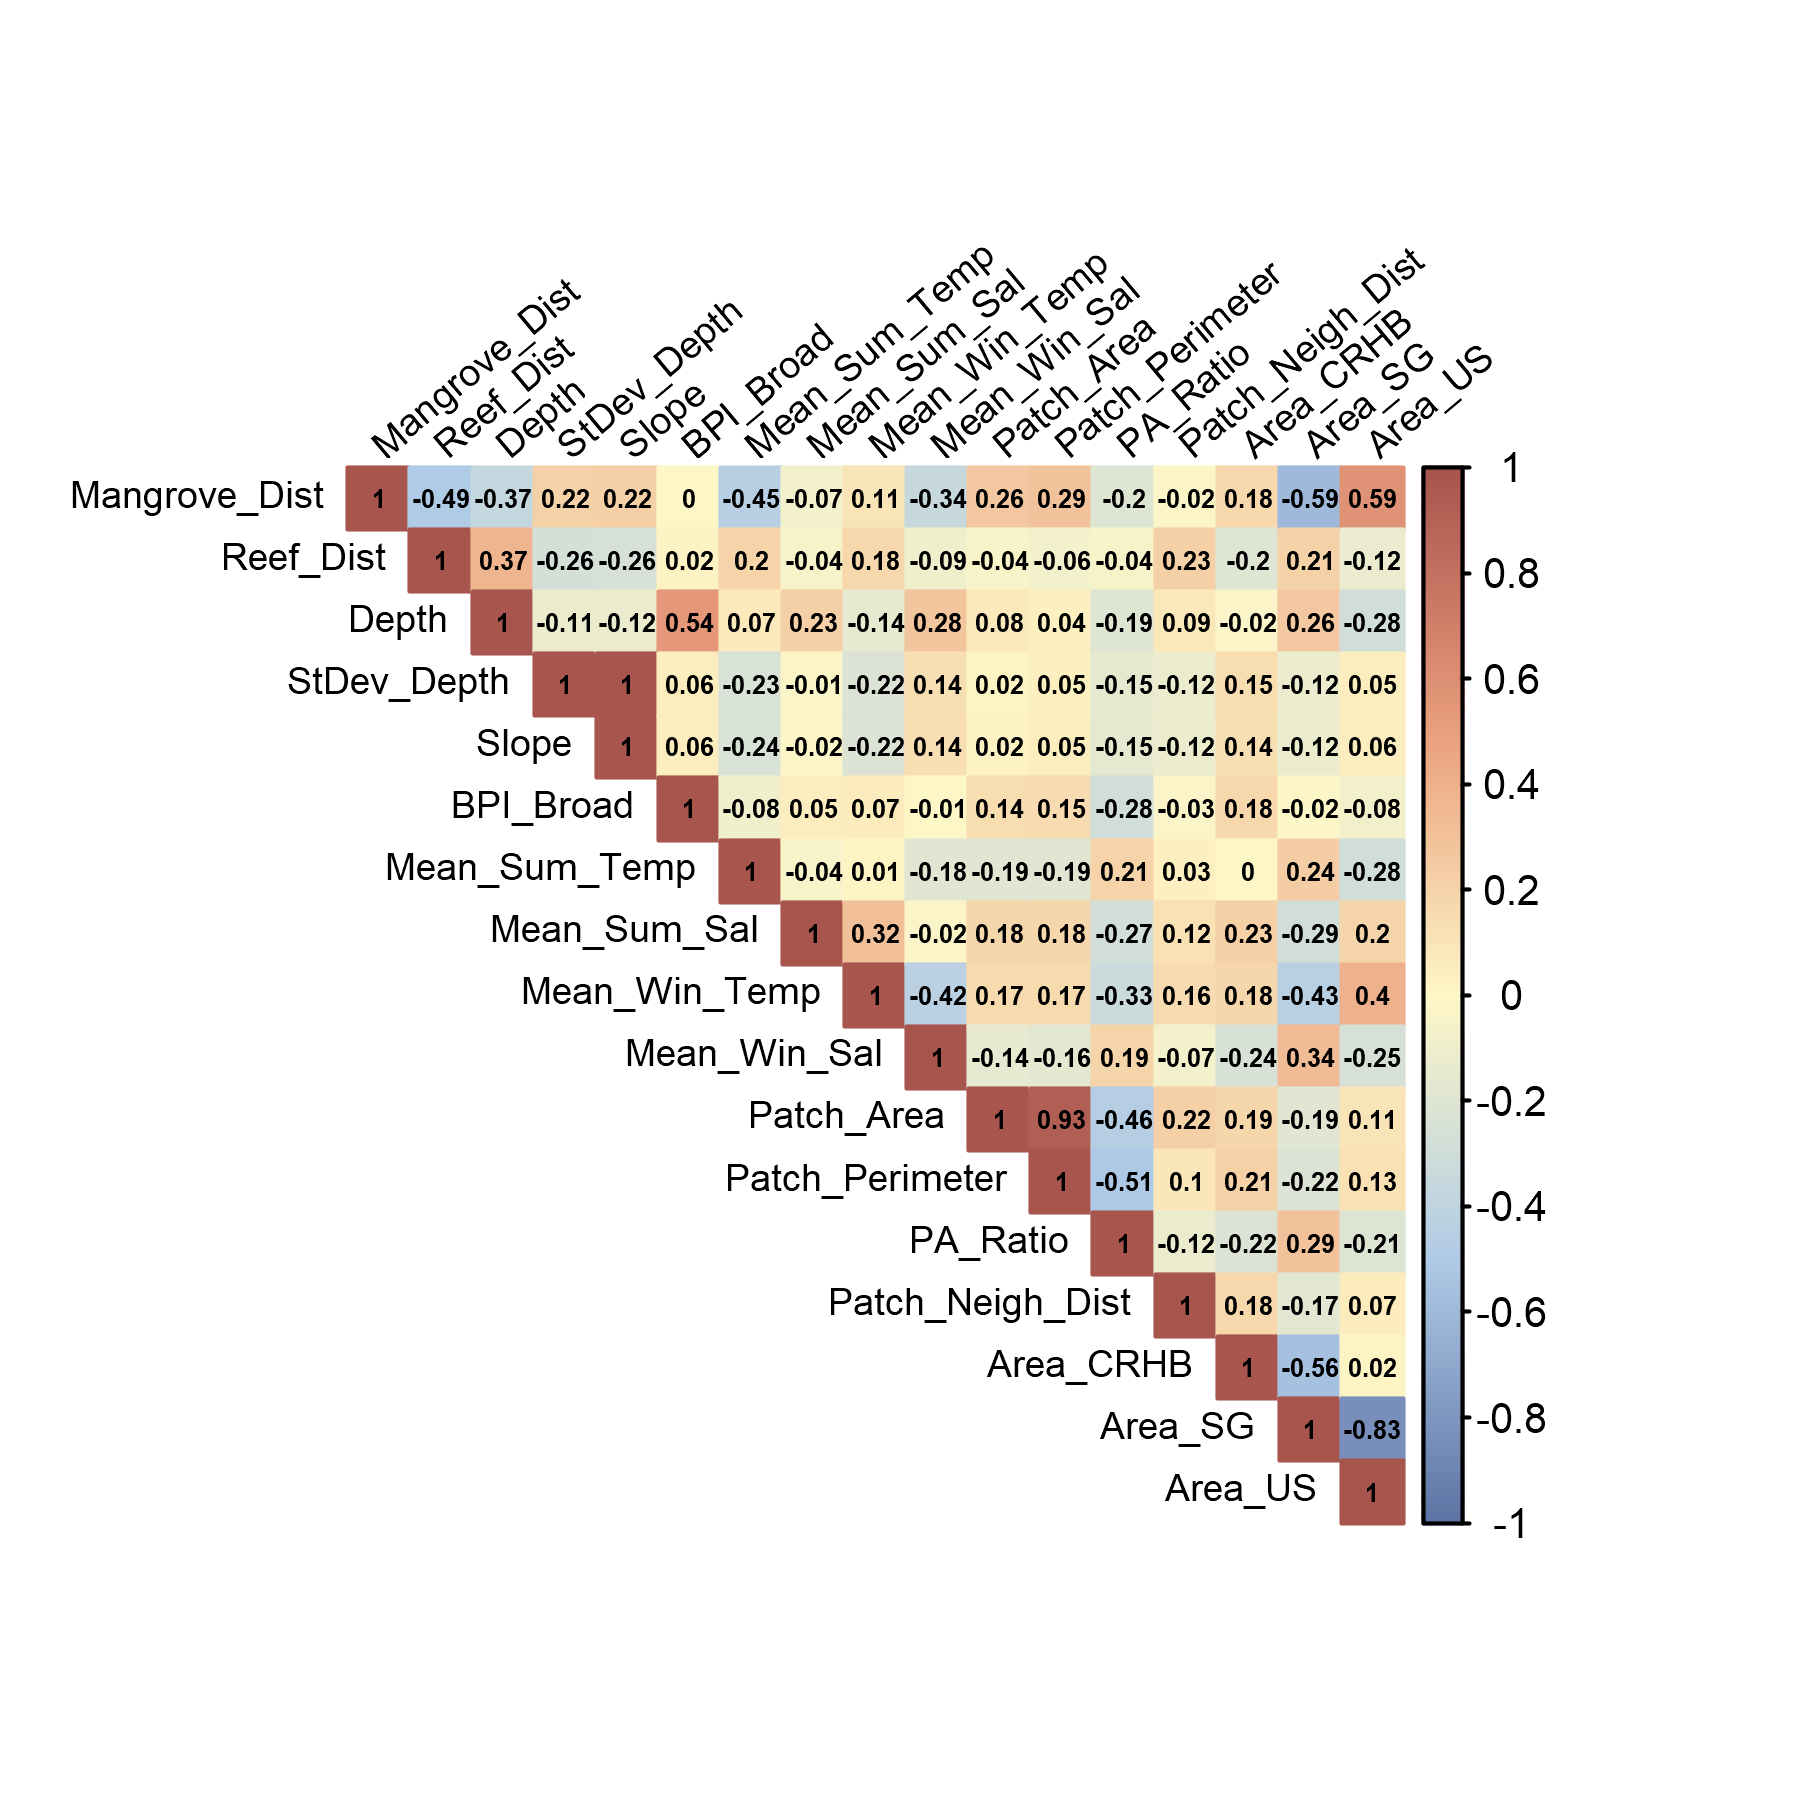 Mangrove_Dist
Reef_Dist
Depth
StDev_Depth
Slope
BPI_Broad
Mean_Sum_Temp
Mean_Sum_Sal
Mean_Win_Temp
Mean_Win_Sal
Patch_Area
Patch_Perimeter
PA_Ratio
Patch_Neigh_Dist
Area_CRHB
Area_SG
Area_US
Mangrove_Dist 1 -0.49 -0.37 0.22 0.22 0 -0.45 -0.07 0.11 -0.34 0.26 0.29 -0.2 -0.02 0.18 -0.59 0.59
Reef_Dist 1 0.37 -0.26 -0.26 0.02 0.2 -0.04 0.18 -0.09 -0.04 -0.06 -0.04 0.23 -0.2 0.21 -0.12
Depth 1 -0.11 -0.12 0.54 0.07 0.23 -0.14 0.28 0.08 0.04 -0.19 0.09 -0.02 0.26 -0.28
StDev_Depth 1 1 0.06 -0.23 -0.01 -0.22 0.14 0.02 0.05 -0.15 -0.12 0.15 -0.12 0.05
Slope 1 0.06 -0.24 -0.02 -0.22 0.14 0.02 0.05 -0.15 -0.12 0.14 -0.12 0.06
BPI_Broad 1 -0.08 0.05 0.07 -0.01 0.14 0.15 -0.28 -0.03 0.18 -0.02 -0.08
Mean_Sum_Temp 1 -0.04 0.01 -0.18 -0.19 -0.19 0.21 0.03 0 0.24 -0.28
Mean_Sum_Sal 1 0.32 -0.02 0.18 0.18 -0.27 0.12 0.23 -0.29 0.2
Mean_Win_Temp 1 -0.42 0.17 0.17 -0.33 0.16 0.18 -0.43 0.4
Mean_Win_Sal 1 -0.14 -0.16 0.19 -0.07 -0.24 0.34 -0.25
Patch_Area 1 0.93 -0.46 0.22 0.19 -0.19 0.11
Patch_Perimeter 1 -0.51 0.1 0.21 -0.22 0.13
PA_Ratio 1 -0.12 -0.22 0.29 -0.21
Patch_Neigh_Dist 1 0.18 -0.17 0.07
Area_CRHB 1 -0.56 0.02
Area_SG 1 -0.83
Area_US 1
1
0.8
0.6
0.4
0.2
0
-0.2
-0.4
-0.6
-0.8
-1